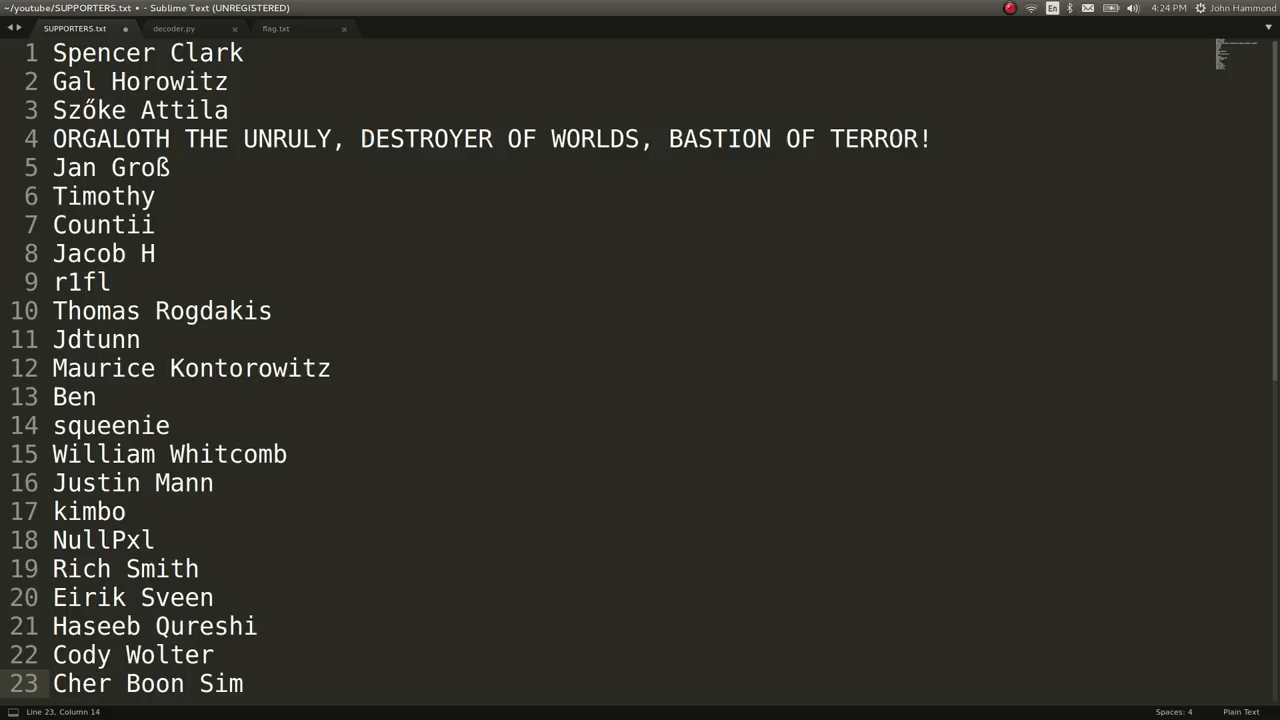 ~/youtube/SUPPORTERS.txt • - Sublime Text (UNREGISTERED)
En
4:24 PM
John Hammond
SUPPORTERS.txt
decoder.py
flag.txt
1 Spencer Clark
2 Gal Horowitz
3 Szőke Attila
4 ORGALOTH THE UNRULY, DESTROYER OF WORLDS, BASTION OF TERROR!
5 Jan Groß
6 Timothy
7 Countii
8 Jacob H
9 r1fl
10 Thomas Rogdakis
11 Jdtunn
12 Maurice Kontorowitz
13 Ben
14 squeenie
15 William Whitcomb
16 Justin Mann
17 kimbo
18 NullPxl
19 Rich Smith
20 Eirik Sveen
21 Haseeb Qureshi
22 Cody Wolter
23 Cher Boon Sim
Line 23, Column 14
Spaces: 4
Plain Text